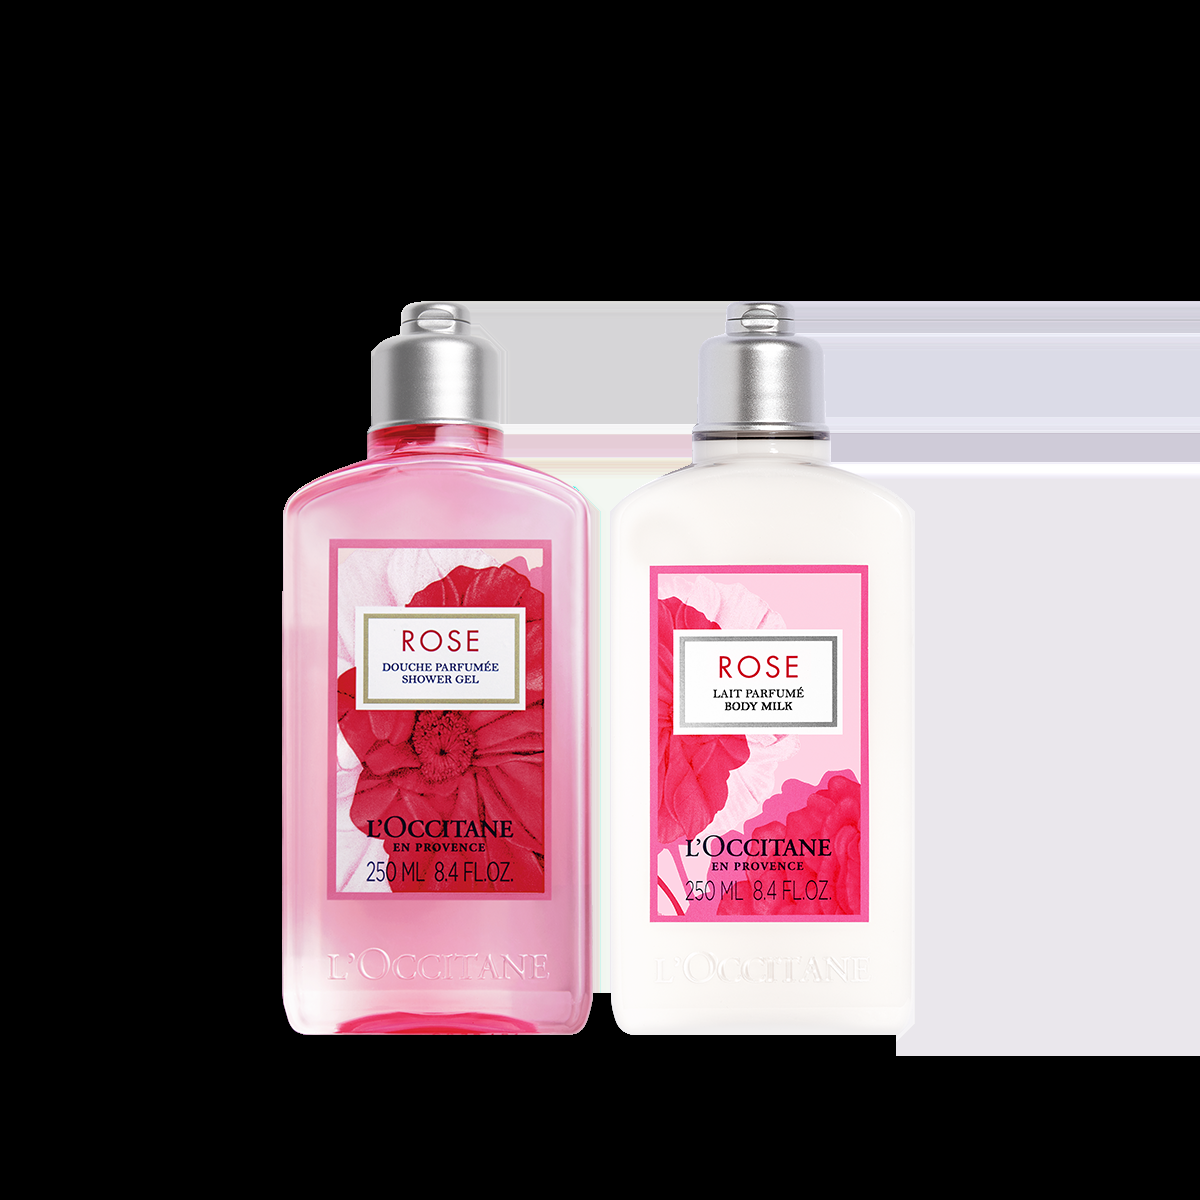 ROSE
DOUCHE PARFUMÉE
SHOWER GEL
L'OCCITANE
EN PROVENCE
250 ML 8.4 FL.OZ.
L'OCCITANE
ROSE
LAIT PARFUMÉ
BODY MILK
L'OCCITANE
EN PROVENCE
250 ML 8.4 FL.OZ.
L'OCCITANE